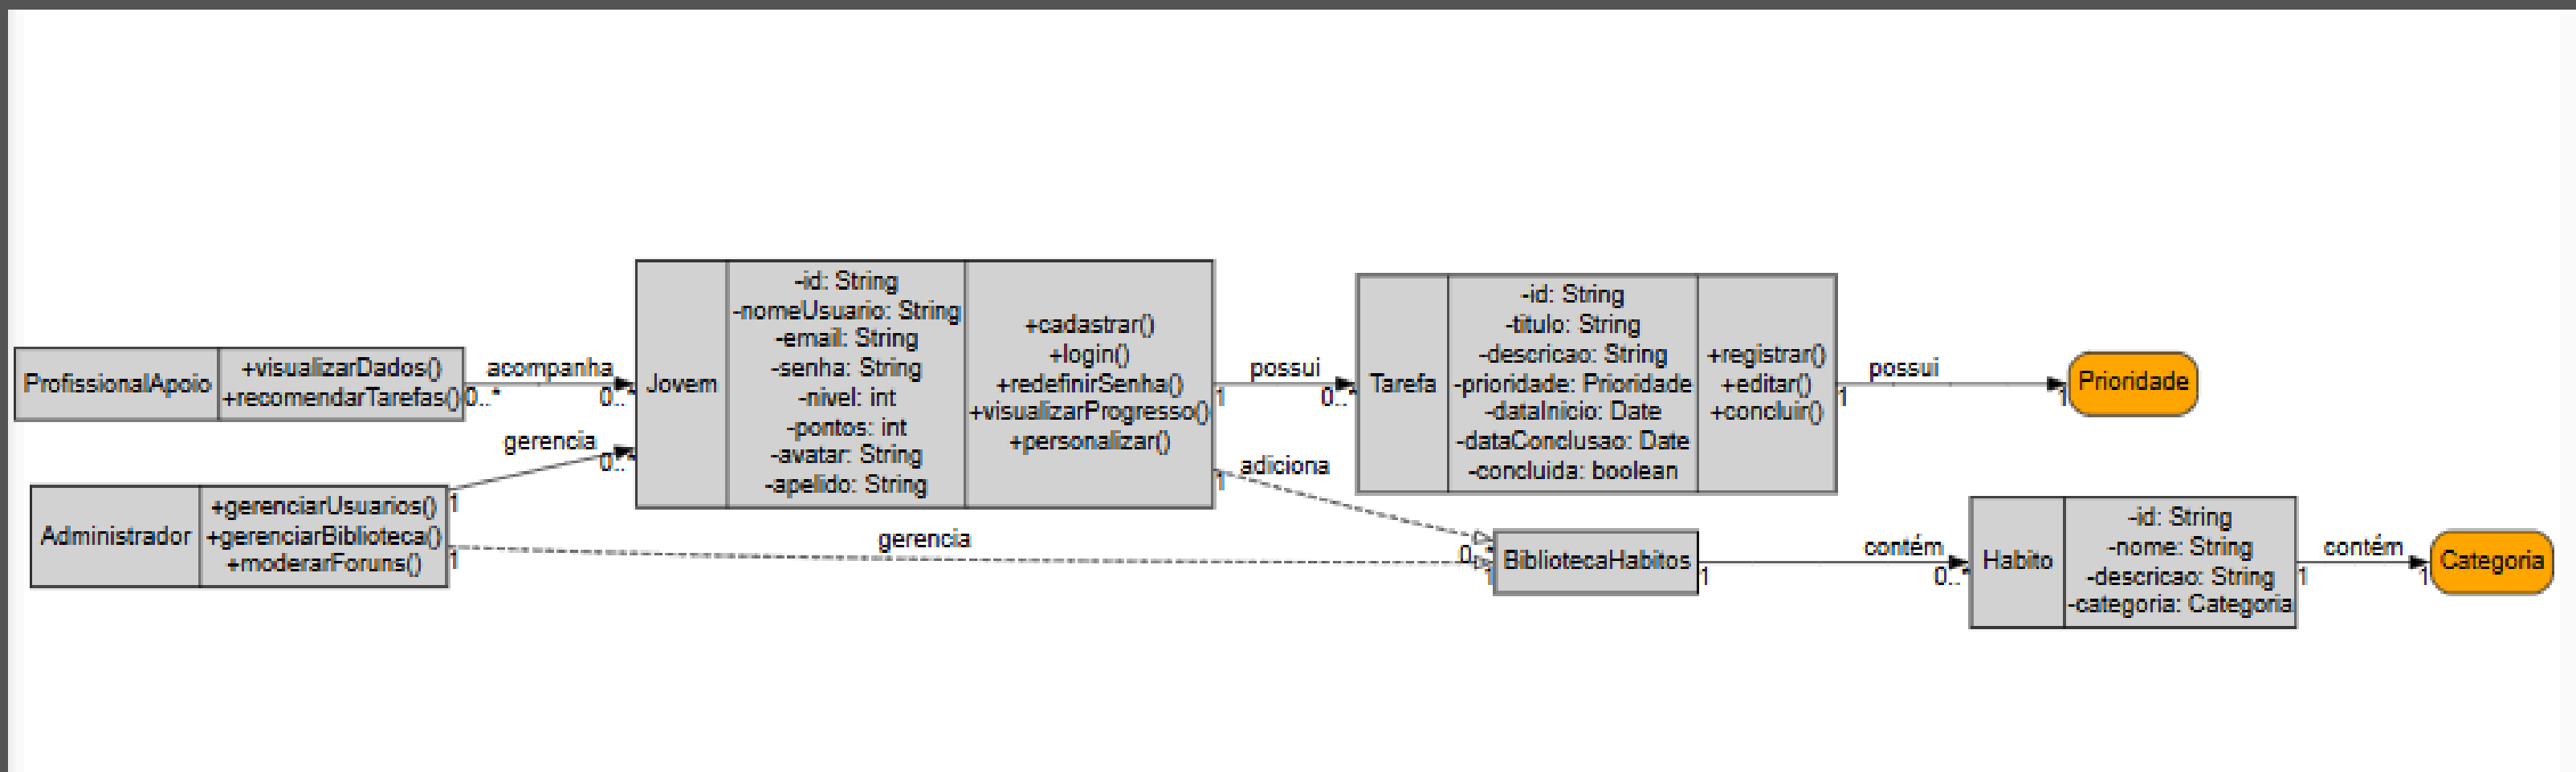 ProfissionalApoio
+visualizarDados()
+recomendarTarefas()
acompanha
0..*
0..*
Jovem
-id: String
-nomeUsuario: String
-email: String
-senha: String
-nivel: int
-pontos: int
-avatar: String
-apelido: String
+cadastrar()
+login()
+redefinirSenha()
+visualizarProgresso()
+personalizar()
possui
1
0..*
Tarefa
-id: String
-titulo: String
-descricao: String
-prioridade: Prioridade
-dataInicio: Date
-dataConclusao: Date
-concluida: boolean
+registrar()
+editar()
+concluir()
possui
1
1
Prioridade
gerencia
0..*
1
Administrador
+gerenciarUsuarios()
+gerenciarBiblioteca()
+moderarForuns()
1
gerencia
1
adiciona
1
BibliotecaHabitos
1
contém
0..*
Habito
-id: String
-nome: String
-descricao: String
-categoria: Categoria
1
contém
1
Categoria